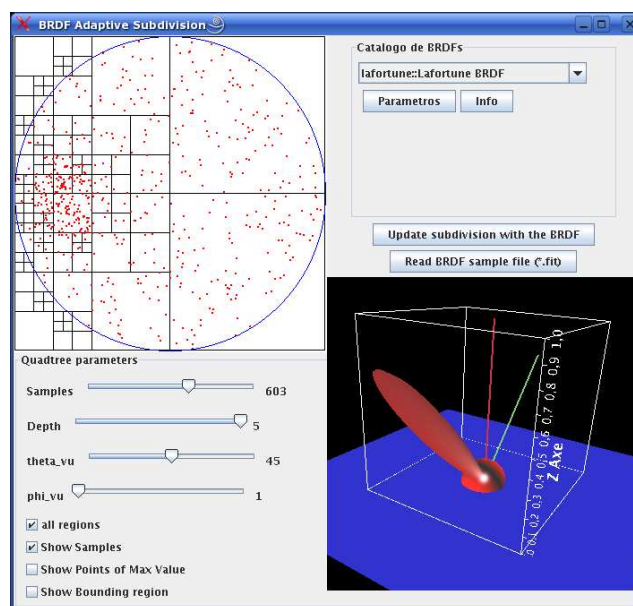 BRDF Adaptive Subdivision
Catalogo de BRDFs
lafortune::Lafortune BRDF
Parametros
Info
Update subdivision with the BRDF
Read BRDF sample file (*.fit)
Quadtree parameters
Samples 603
Depth 5
theta_vu 45
phi_vu 1
all regions
Show Samples
Show Points of Max Value
Show Bounding region
0 0,1 0,2 0,3 0,4 0,5 0,6 0,7 0,8 0,9 1,0
Z Axe